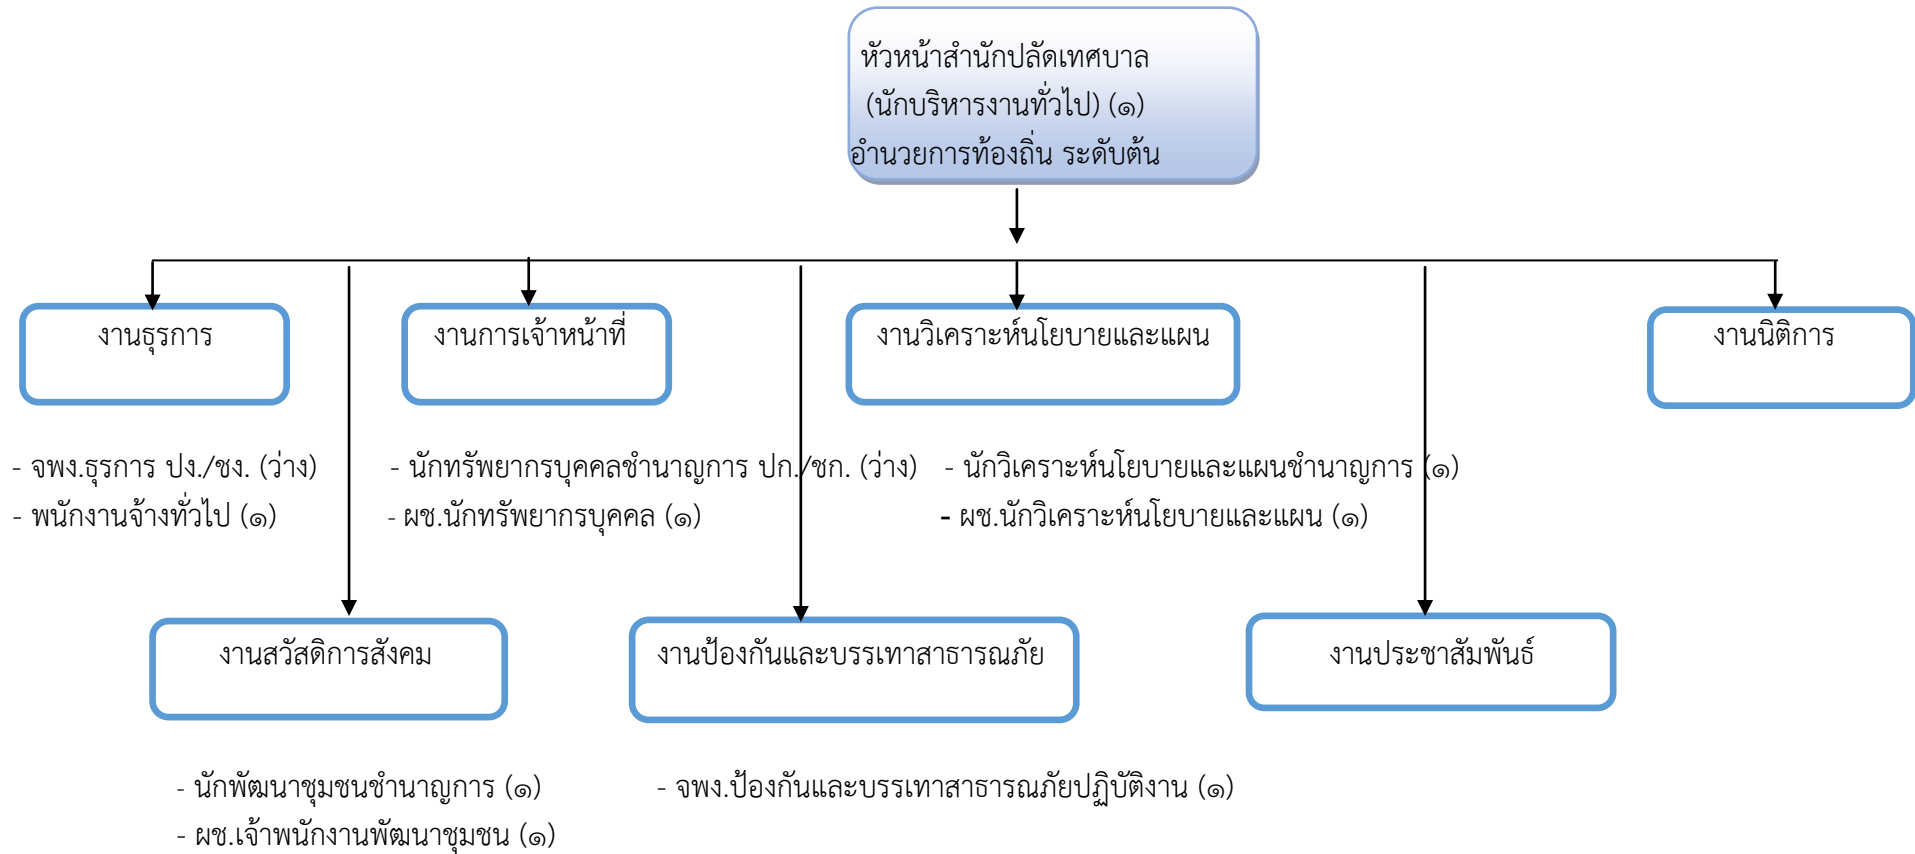 หัวหน้าสำนักปลัดเทศบาล
(นักบริหารงานทั่วไป) (๑)
อำนวยการท้องถิ่น ระดับต้น
งานธุรการ
งานการเจ้าหน้าที่
งานวิเคราะห์นโยบายและแผน
งานนิติการ
- จพง.ธุรการ ปง./ชง. (ว่าง)
- พนักงานจ้างทั่วไป (๑)
- นักทรัพยากรบุคคลชำนาญการ ปก./ชก. (ว่าง)
- ผช.นักทรัพยากรบุคคล (๑)
- นักวิเคราะห์นโยบายและแผนชำนาญการ (๑)
- ผช.นักวิเคราะห์นโยบายและแผน (๑)
งานสวัสดิการสังคม
งานป้องกันและบรรเทาสาธารณภัย
งานประชาสัมพันธ์
- นักพัฒนาชุมชนชำนาญการ (๑)
- ผช.เจ้าพนักงานพัฒนาชุมชน (๑)
- จพง.ป้องกันและบรรเทาสาธารณภัยปฏิบัติงาน (๑)